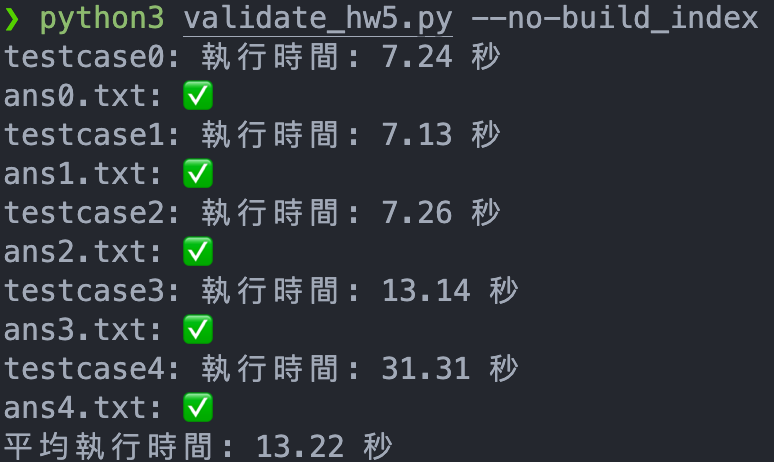 ❯ python3 validate_hw5.py --no-build_index
testcase0: 執行時間: 7.24 秒
ans0.txt: ✅
testcase1: 執行時間: 7.13 秒
ans1.txt: ✅
testcase2: 執行時間: 7.26 秒
ans2.txt: ✅
testcase3: 執行時間: 13.14 秒
ans3.txt: ✅
testcase4: 執行時間: 31.31 秒
ans4.txt: ✅
平均執行時間: 13.22 秒